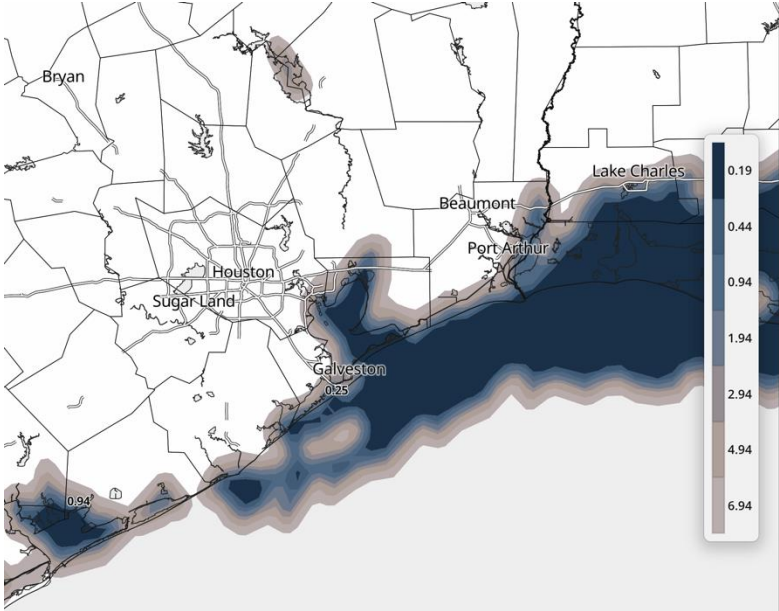 Bryan
Lake Charles
Beaumont
Port Arthur
Houston
Sugar Land
Galveston
0.25
0.94
0.19
0.44
0.94
1.94
2.94
4.94
6.94